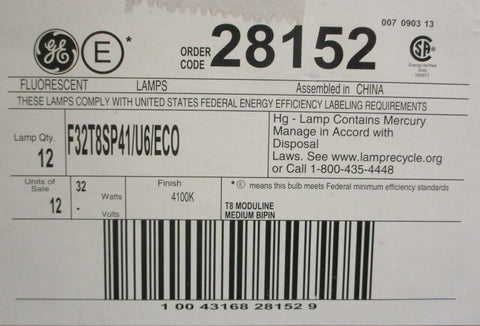 007 0903 13
GE E * ORDER CODE 28152 SA
Energy Verified
Only
FLUORESCENT LAMPS Assembled in CHINA
THESE LAMPS COMPLY WITH UNITED STATES FEDERAL ENERGY EFFICIENCY LABELING REQUIREMENTS
Lamp Qty.
12
F32T8SP41/U6/ECO
Hg - Lamp Contains Mercury
Manage in Accord with
Disposal
Laws. See www.lamprecycle.org
or Call 1-800-435-4448
Units of
Sale
12
32 Watts
- Volts
Finish
4100K
* E means this bulb meets Federal minimum efficiency standards
T8 MODULINE
MEDIUM BIPIN
1 00 43168 28152 9